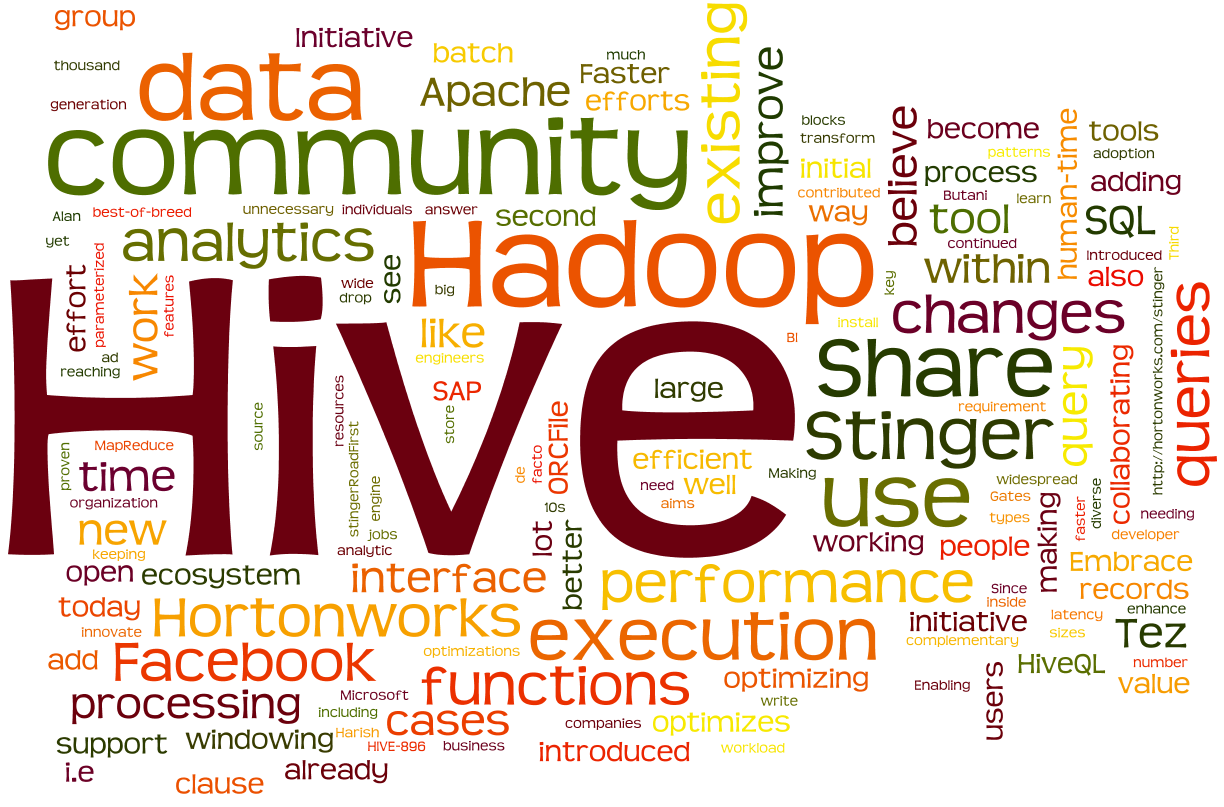 group
Initiative
thousand
batch
much
Faster
existing
improve
data
Apache
efforts
generation
community
blocks
transform
believe
become
human-time
tools
patterns
adoption
initial
process
adding
contributed
Butani
learn
Alan
best-of-breed
unnecessary
individuals
answer
second
way
tool
SQL
yet
analytics
Hadoop
continued
Third
see
within
Introduced
also
effort
parameterized
work
features
wide
drop
big
key
changes
http://hortonworks.com/stinger
queries
Hive
like
install
engineers
BI
Share
query
collaborating
ad
reaching
SAP
large
requirement
source
resources
store
ORCFile
Stinger
MapReduce
proven
time
organization
stingerRoadFirst
engine
de
facto
efficient
need
well
aims
Making
use
widespread
Gates
types
making
faster
diverse
needing
new
keeping
jobs
analytic
10s
lot
better
working
people
developer
open
ecosystem
interface
performance
Since
inside
Embrace
records
today
Hortonworks
execution
initiative
latency
enhance
innovate
complementary
sizes
Tez
add
Facebook
optimizations
HiveQL
number
processing
Microsoft
functions
optimizing
Enabling
users
value
including
cases
companies
write
optimizes
support
windowing
Harish
HIVE-896
business
introduced
workload
i.e
already
clause